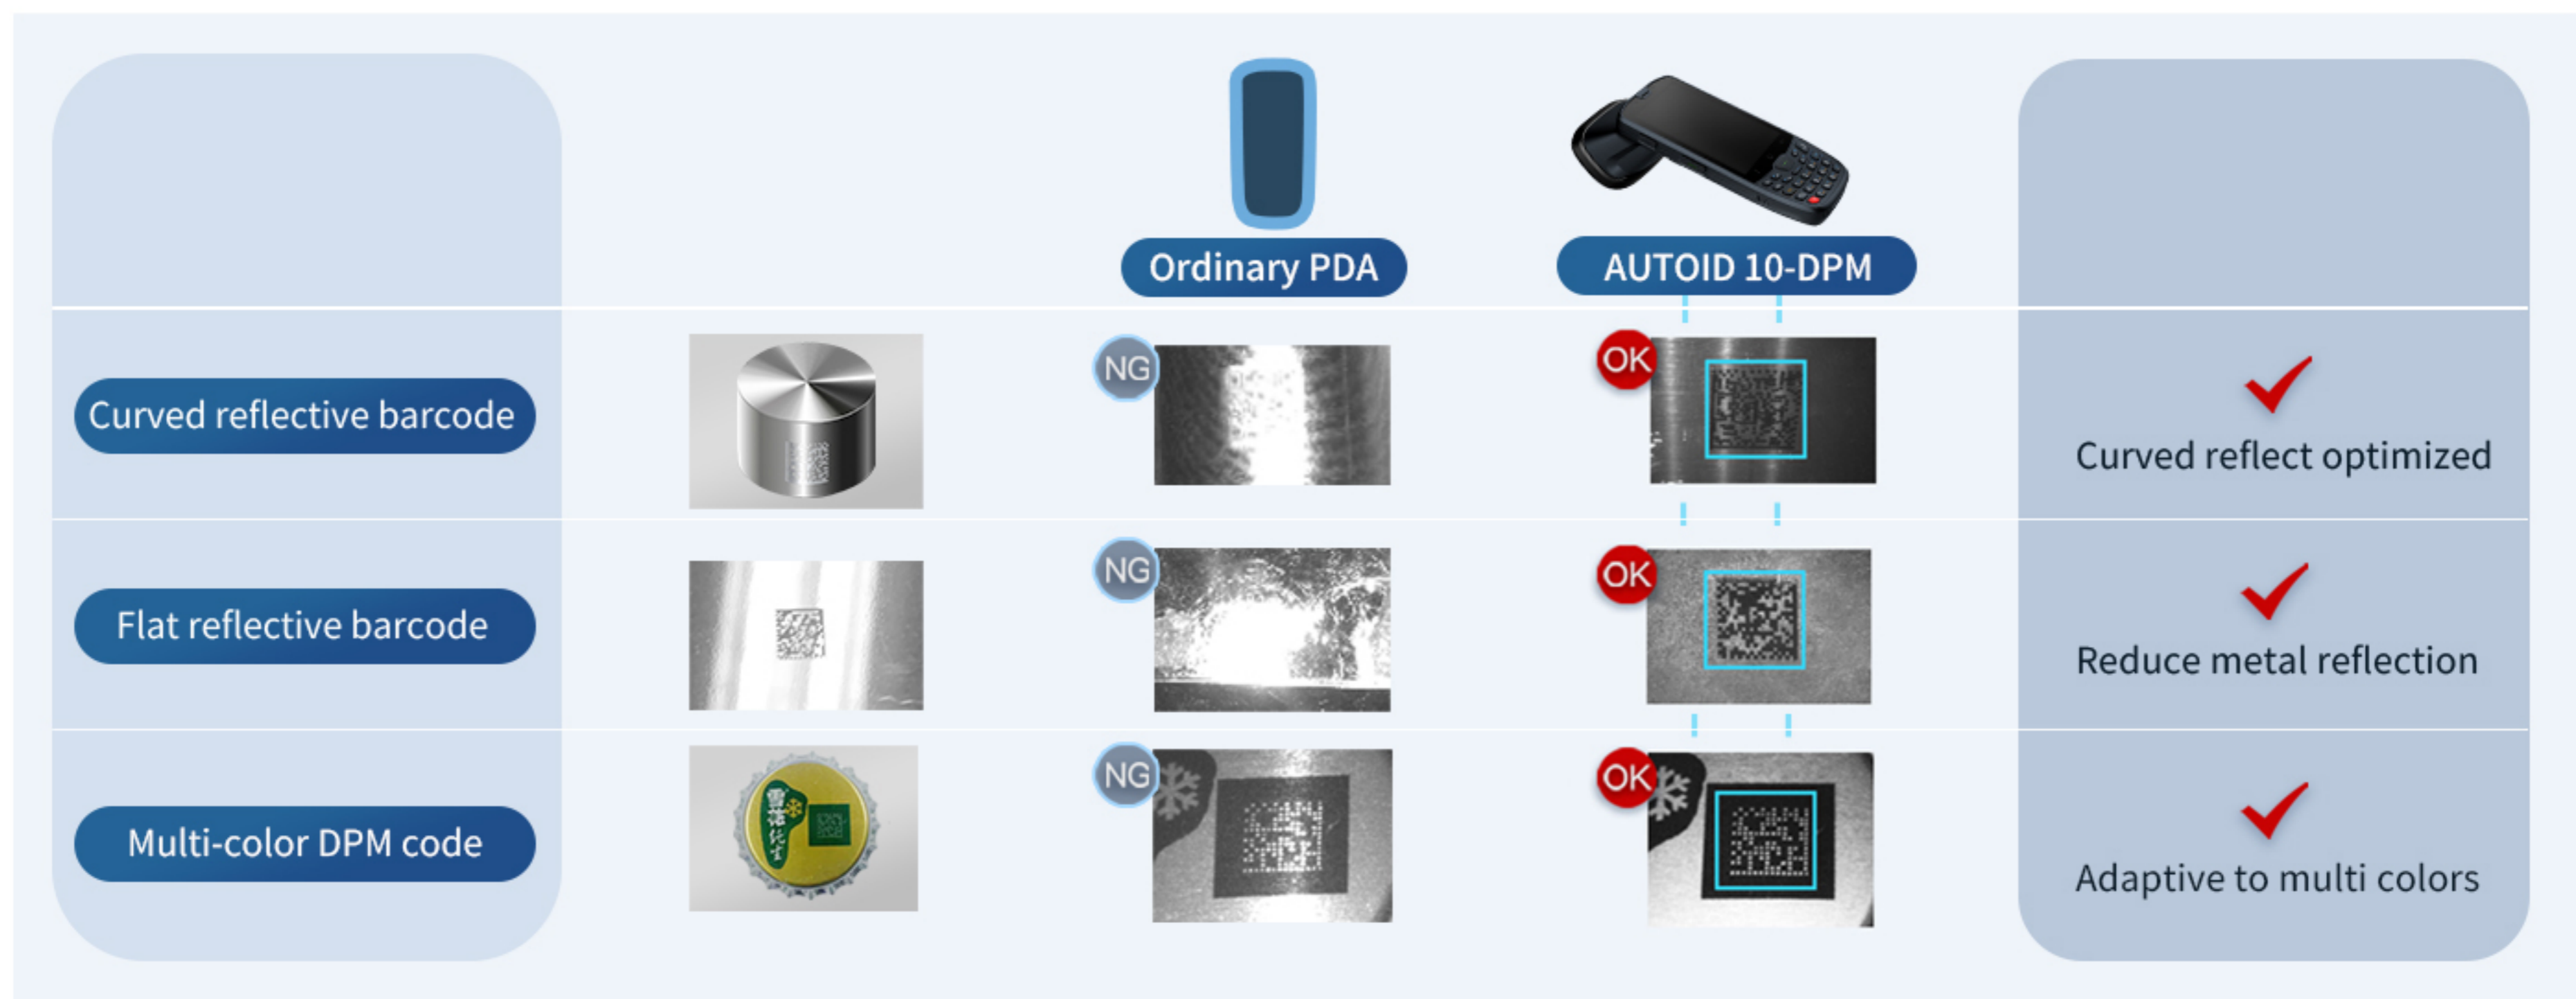 Ordinary PDA
AUTOID 10-DPM
Curved reflective barcode
NG
OK
Curved reflect optimized
Flat reflective barcode
NG
OK
Reduce metal reflection
Multi-color DPM code
NG
OK
Adaptive to multi colors